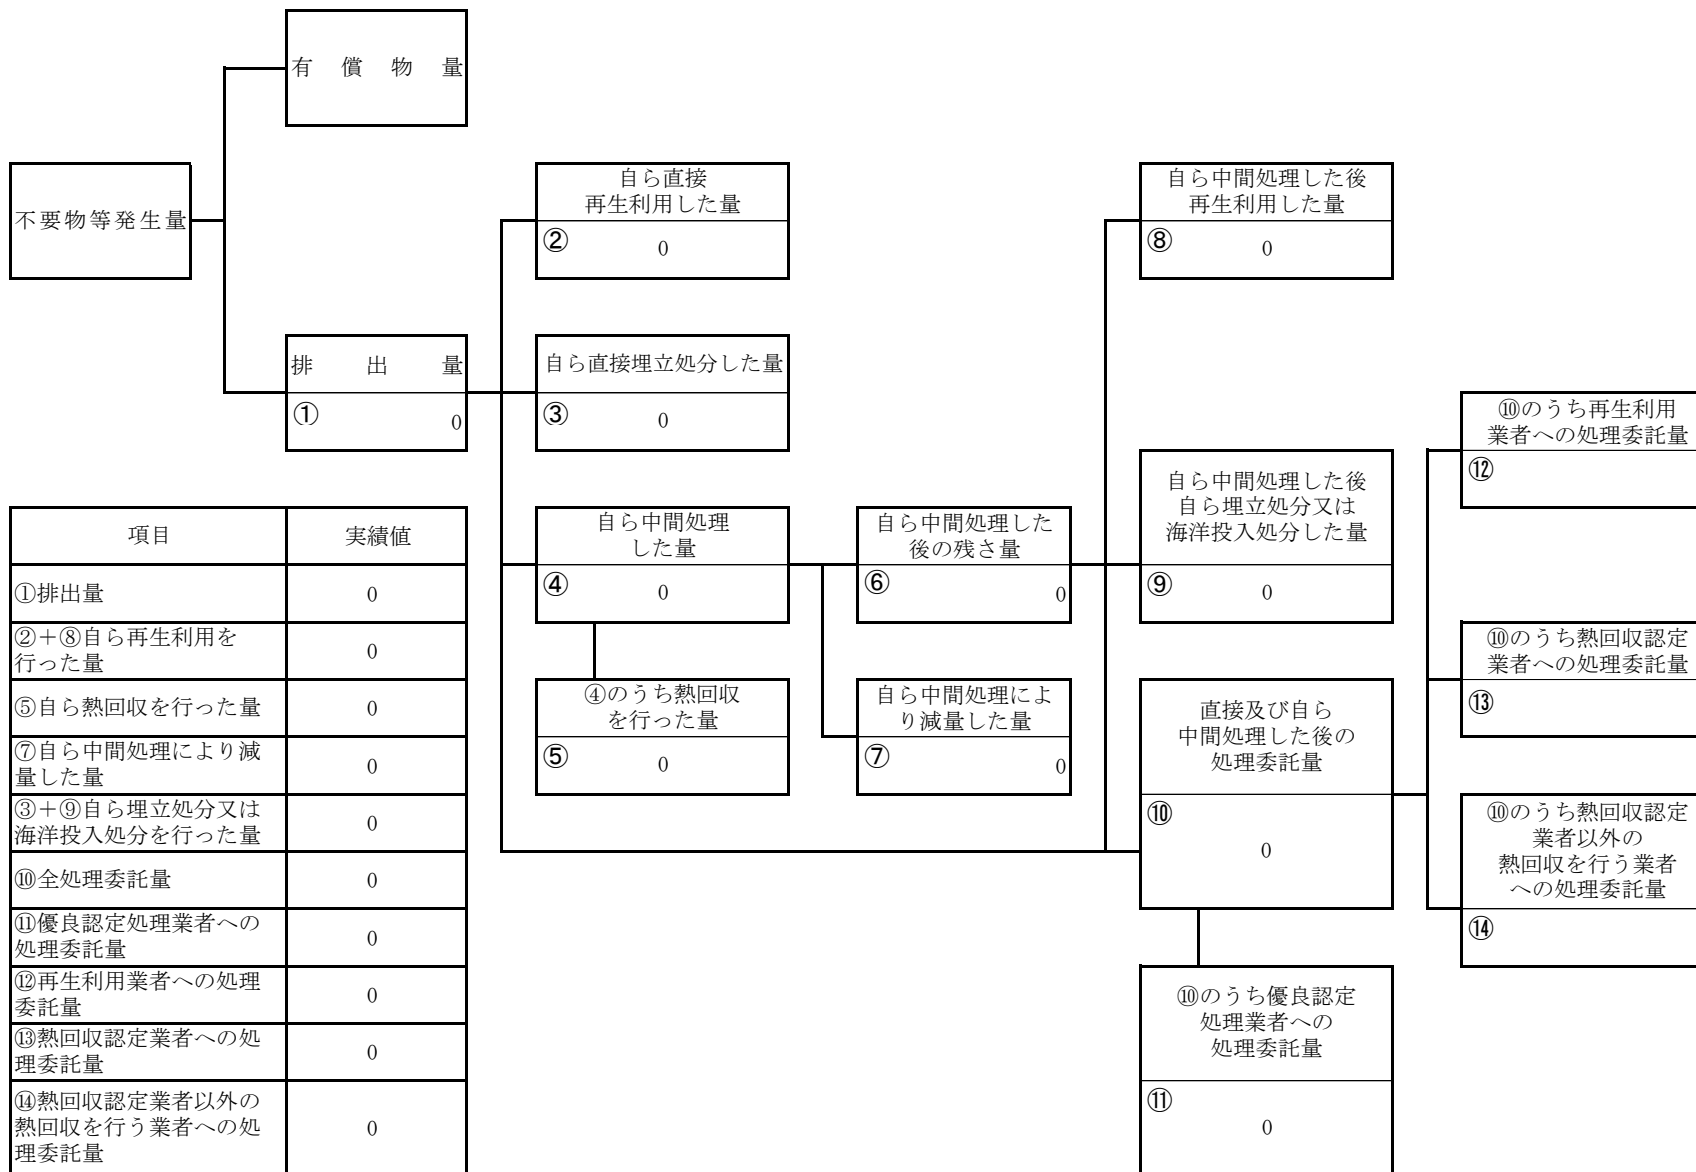 有償物量
不要物等発生量
自ら直接
再生利用した量
② 0
自ら中間処理した後
再生利用した量
⑧ 0
排出量
① 0
自ら直接埋立処分した量
③ 0
⑩のうち再生利用
業者への処理委託量
⑫
自ら中間処理した後
自ら埋立処分又は
海洋投入処分した量
⑨ 0
自ら中間処理
した量
④ 0
自ら中間処理した
後の残さ量
⑥ 0
⑩のうち熱回収認定
業者への処理委託量
⑬
④のうち熱回収
を行った量
⑤ 0
自ら中間処理によ
り減量した量
⑦ 0
直接及び自ら
中間処理した後の
処理委託量
⑩
0
⑩のうち熱回収認定
業者以外の
熱回収を行う業者
への処理委託量
⑭
⑩のうち優良認定
処理業者への
処理委託量
⑪
0
項目 実績値
①排出量 0
②＋⑧自ら再生利用を
行った量 0
⑤自ら熱回収を行った量 0
⑦自ら中間処理により減
量した量 0
③＋⑨自ら埋立処分又は
海洋投入処分を行った量 0
⑩全処理委託量 0
⑪優良認定処理業者への
処理委託量 0
⑫再生利用業者への処理
委託量 0
⑬熱回収認定業者への処
理委託量 0
⑭熱回収認定業者以外の
熱回収を行う業者への処 0
理委託量